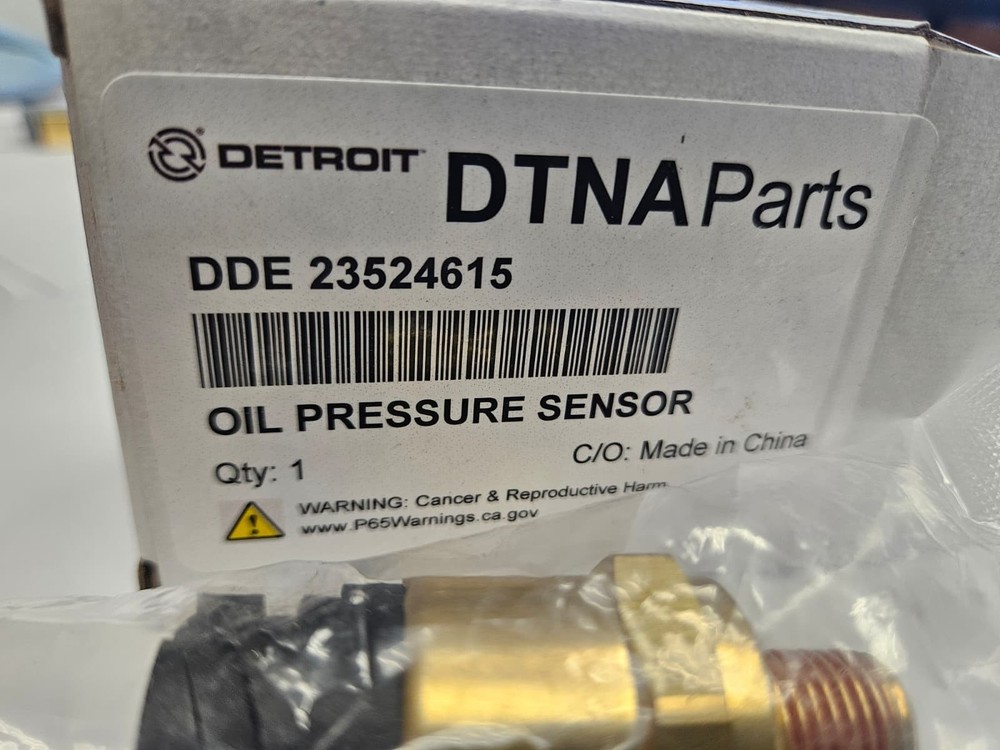 DETROIT DTNA Parts
DDE 23524615
OIL PRESSURE SENSOR
Qty: 1 C/O: Made in China
WARNING: Cancer & Reproductive Harm
www.P65Warnings.ca.gov